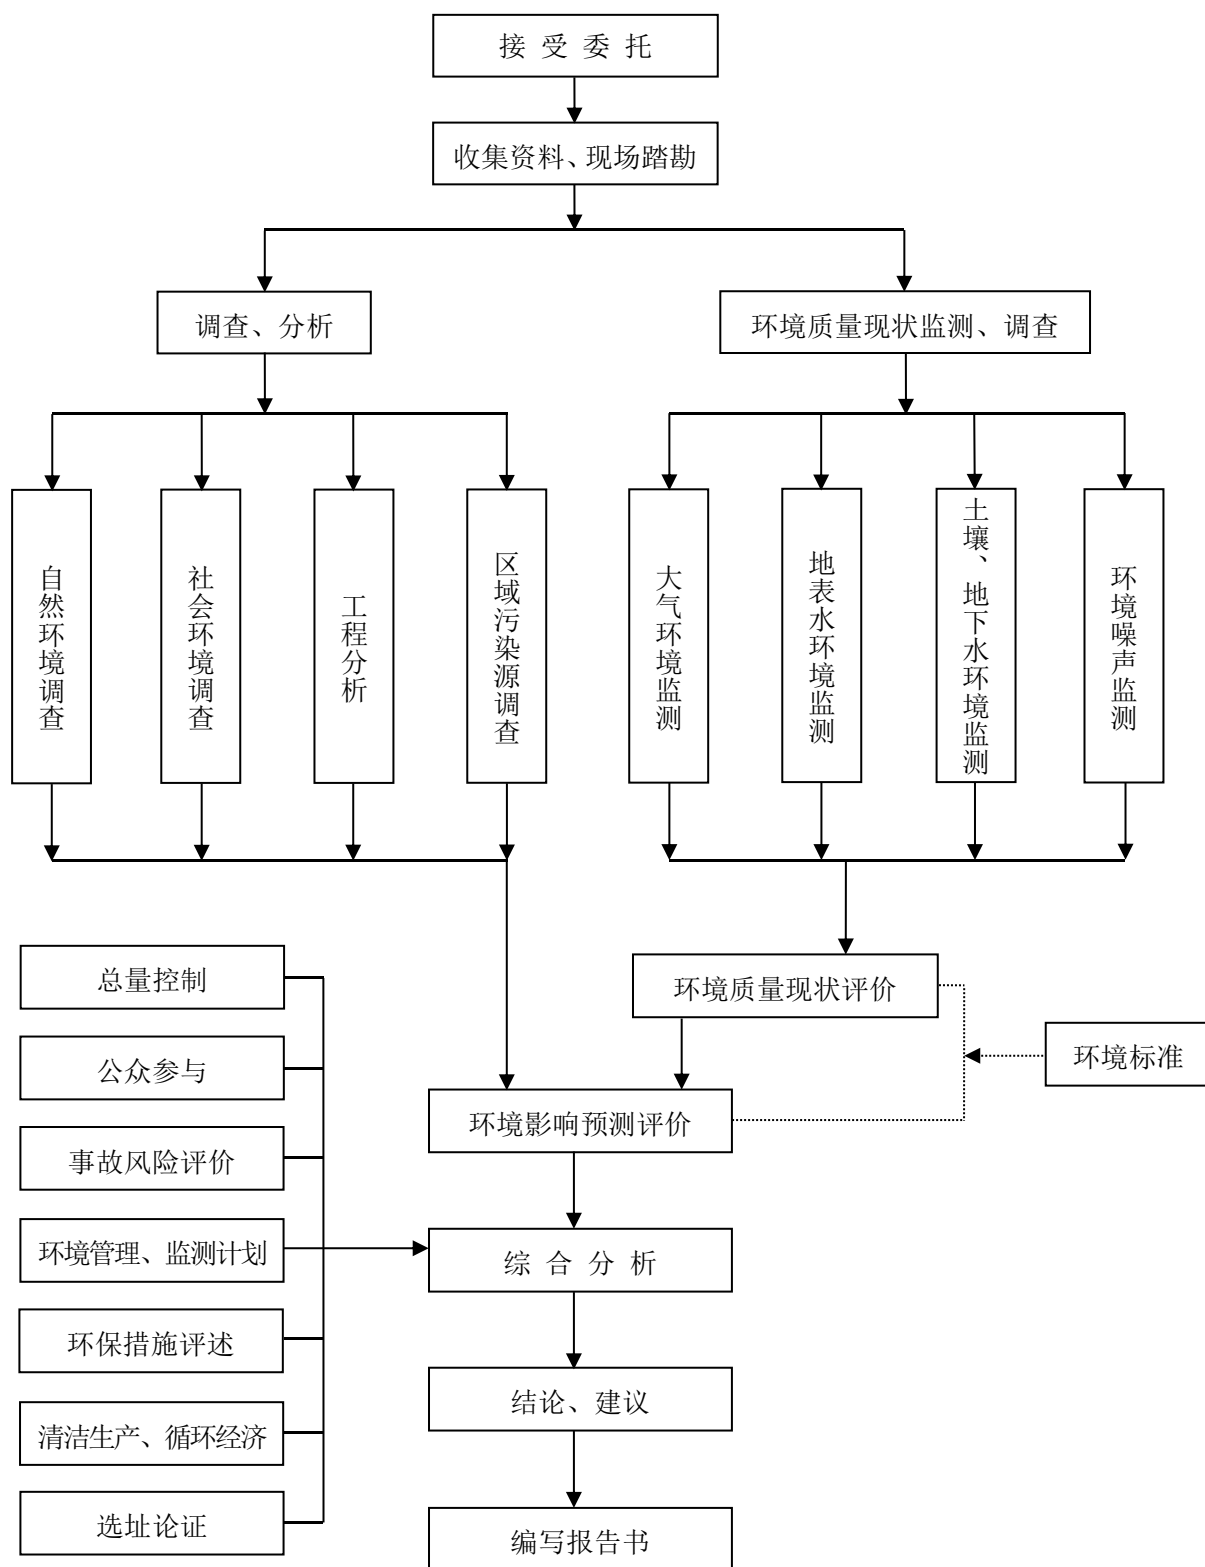 接 受 委 托
收集资料、现场踏勘
调查、分析
环境质量现状监测、调查
自然环境调查
社会环境调查
工程分析
区域污染源调查
大气环境监测
地表水环境监测
土壤、地下水环境监测
环境噪声监测
总量控制
环境质量现状评价
公众参与
环境标准
环境影响预测评价
事故风险评价
环境管理、监测计划
综 合 分 析
环保措施评述
结论、建议
清洁生产、循环经济
选址论证
编写报告书